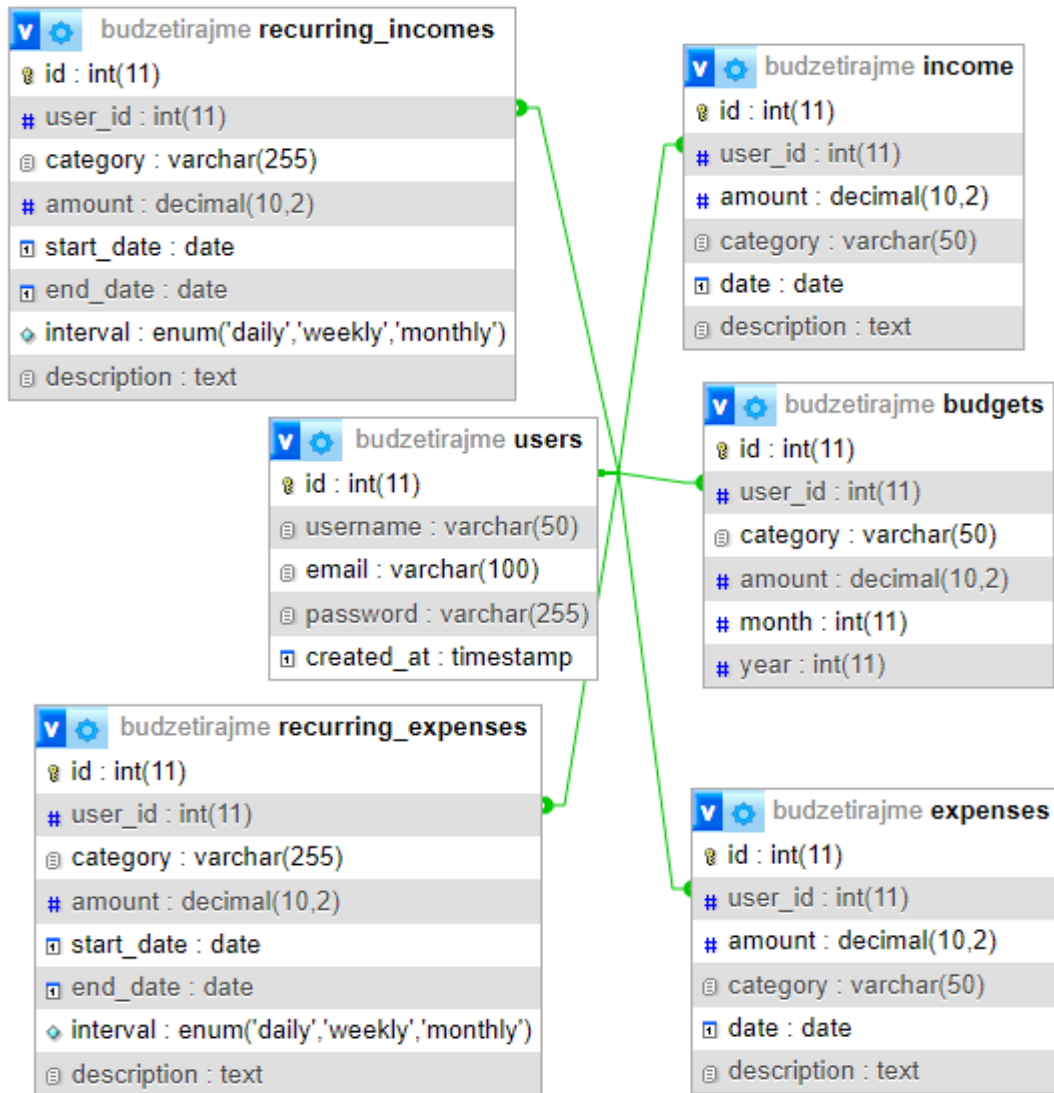 budzetirajme recurring_incomes
id : int(11)
user_id : int(11)
category : varchar(255)
amount : decimal(10,2)
start_date : date
end_date : date
interval : enum('daily','weekly','monthly')
description : text
budzetirajme income
id : int(11)
user_id : int(11)
amount : decimal(10,2)
category : varchar(50)
date : date
description : text
budzetirajme users
id : int(11)
username : varchar(50)
email : varchar(100)
password : varchar(255)
created_at : timestamp
budzetirajme budgets
id : int(11)
user_id : int(11)
category : varchar(50)
amount : decimal(10,2)
month : int(11)
year : int(11)
budzetirajme recurring_expenses
id : int(11)
user_id : int(11)
category : varchar(255)
amount : decimal(10,2)
start_date : date
end_date : date
interval : enum('daily','weekly','monthly')
description : text
budzetirajme expenses
id : int(11)
user_id : int(11)
amount : decimal(10,2)
category : varchar(50)
date : date
description : text